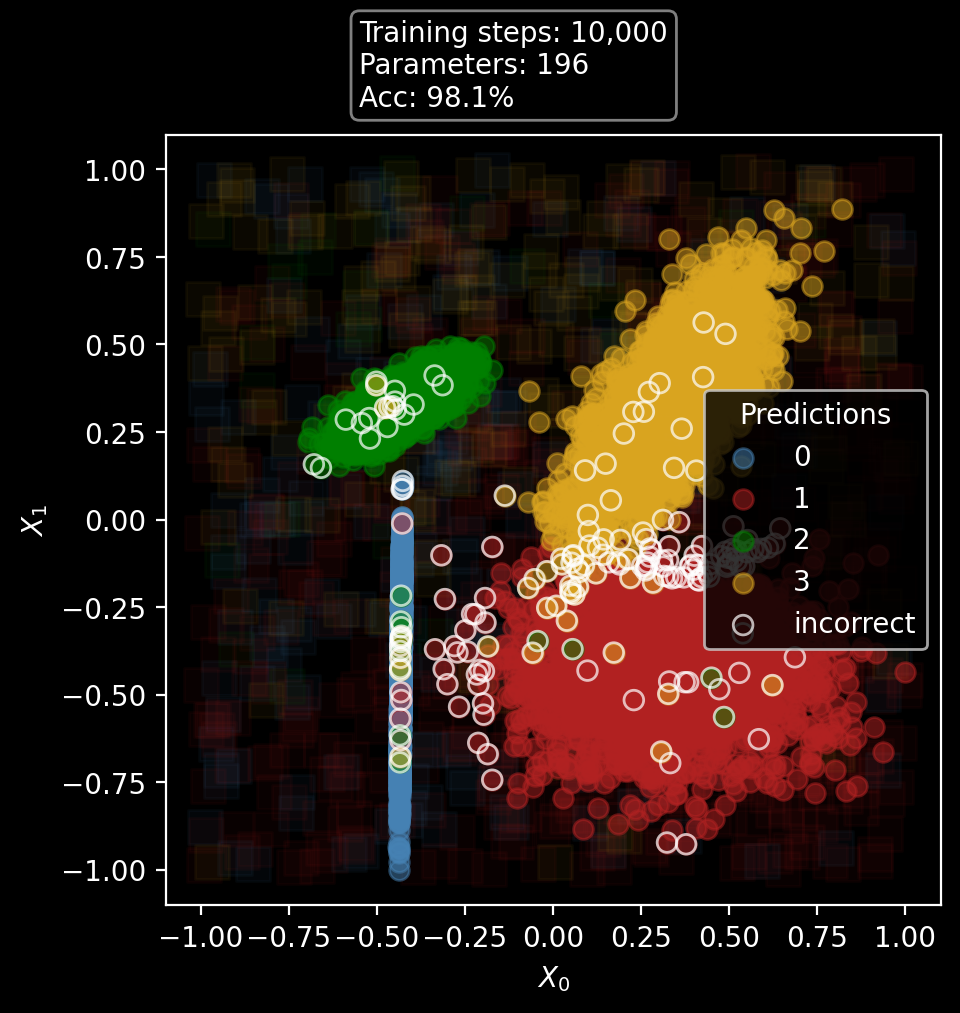 Training steps: 10,000
Parameters: 196
Acc: 98.1%
1.00
0.75
0.50
0.25
0.00
−0.25
−0.50
−0.75
−1.00
X₁
Predictions
0
1
2
3
incorrect
−1.00 −0.75 −0.50 −0.25 0.00 0.25 0.50 0.75 1.00
X₀